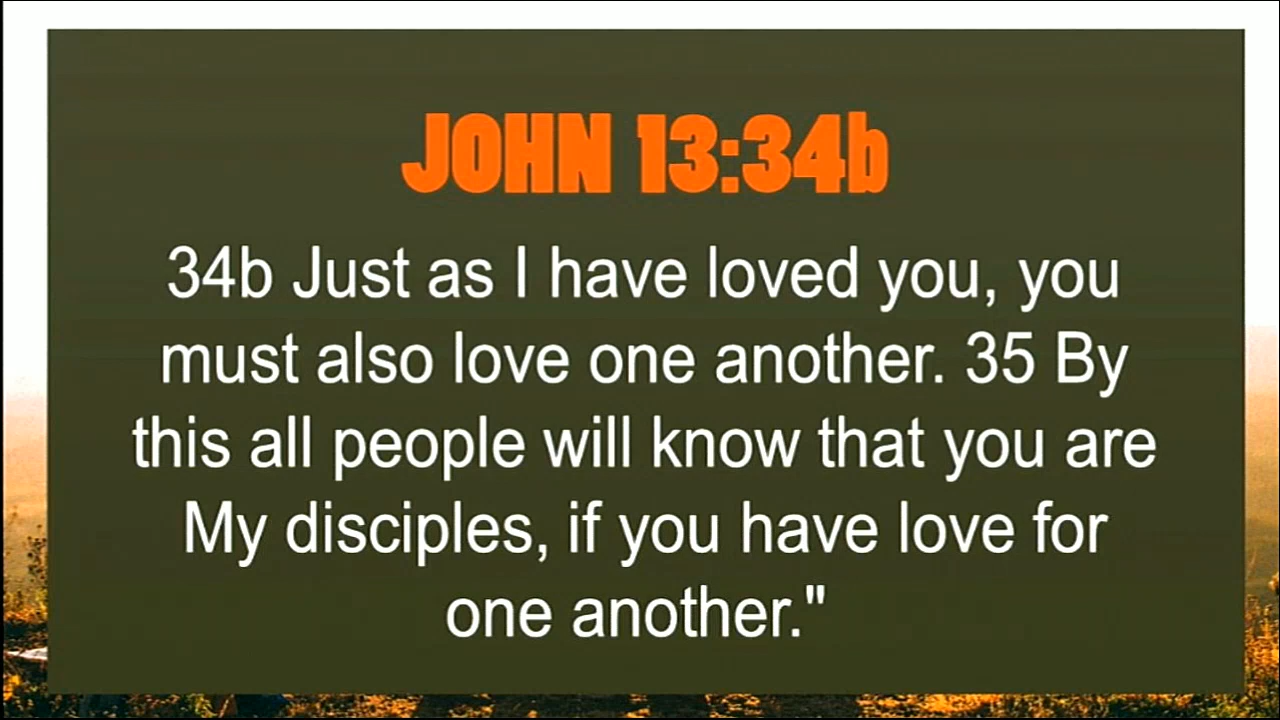 JOHN 13:34b
34b Just as I have loved you, you
must also love one another. 35 By
this all people will know that you are
My disciples, if you have love for
one another."